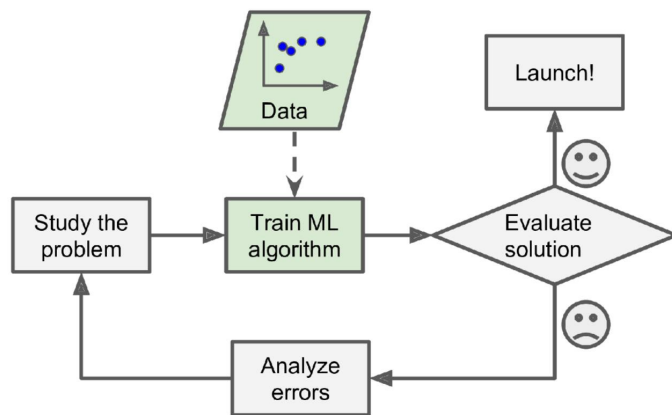 Data
Launch!
Study the
problem
Train ML
algorithm
Evaluate
solution
Analyze
errors